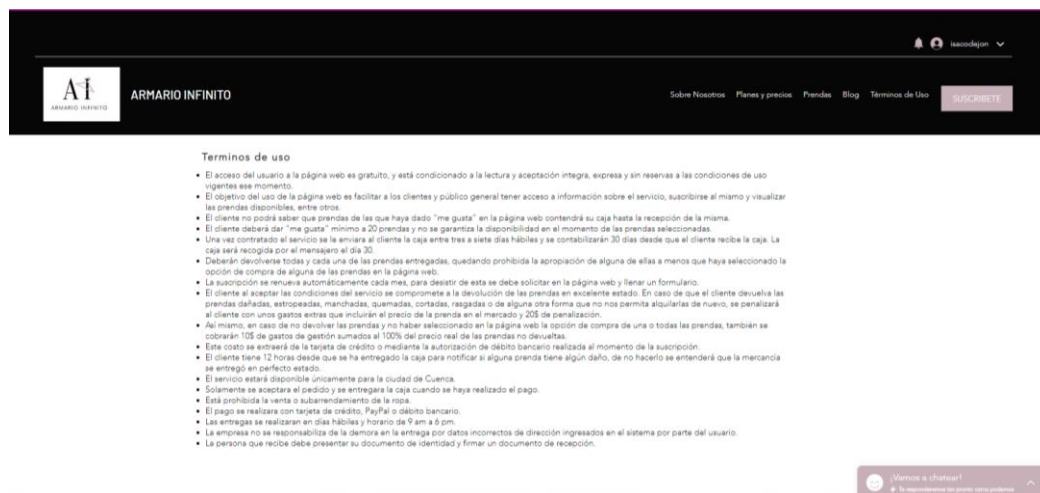 isacodejon
AI
ARMARIO INFINITO
ARMARIO INFINITO
Sobre Nosotros Planes y precios Prendas Blog Términos de Uso SUSCRIBETE
Terminos de uso
• El acceso del usuario a la página web es gratuito, y está condicionado a la lectura y aceptación integra, expresa y sin reservas a las condiciones de uso
vigentes ese momento.
• El objetivo del uso de la página web es facilitar a los clientes y público general tener acceso a información sobre el servicio, suscribirse al mismo y visualizar
las prendas disponibles, entre otros.
• El cliente no podrá saber que prendas de las que haya dado "me gusta" en la página web contendrá su caja hasta la recepción de la misma.
• El cliente deberá dar "me gusta" mínimo a 20 prendas y no se garantiza la disponibilidad en el momento de las prendas seleccionadas.
• Una vez contratado el servicio se le enviara al cliente la caja entre tres a siete días hábiles y se contabilizarán 30 días desde que el cliente recibe la caja. La
caja será recogida por el mensajero el día 30.
• Deberán devolverse todas y cada una de las prendas entregadas, quedando prohibida la apropiación de alguna de ellas a menos que haya seleccionado la
opción de compra de alguna de las prendas en la página web.
• La suscripción se renueva automáticamente cada mes, para desistir de esta se debe solicitar en la página web y llenar un formulario.
• El cliente al aceptar las condiciones del servicio se compromete a la devolución de las prendas en excelente estado. En caso de que el cliente devuelva las
prendas dañadas, estropeadas, manchadas, quemadas, cortadas, rasgadas o de alguna otra forma que no nos permita alquilarlas de nuevo, se penalizará
al cliente con unos gastos extras que incluirán el precio de la prenda en el mercado y 20$ de penalización.
• Así mismo, en caso de no devolver las prendas y no haber seleccionado en la página web la opción de compra de una o todas las prendas, también se
cobrarán 10$ de gastos de gestión sumados al 100% del precio real de las prendas no devueltas.
• Este costo se extraerá de la tarjeta de crédito o mediante la autorización de débito bancario realizada al momento de la suscripción.
• El cliente tiene 12 horas desde que se ha entregado la caja para notificar si alguna prenda tiene algún daño, de no hacerlo se entenderá que la mercancía
se entregó en perfecto estado.
• El servicio estará disponible únicamente para la ciudad de Cuenca.
• Solamente se aceptara el pedido y se entregara la caja cuando se haya realizado el pago.
• Está prohibida la venta o subarrendamiento de la ropa.
• El pago se realizara con tarjeta de crédito, PayPal o débito bancario.
• Las entregas se realizaran en días hábiles y horario de 9 am a 6 pm.
• La empresa no se responsabiliza de la demora en la entrega por datos incorrectos de dirección ingresados en el sistema por parte del usuario.
• La persona que recibe debe presentar su documento de identidad y firmar un documento de recepción.
¡Vamos a chatear!
Te responderemos tan pronto como podamos